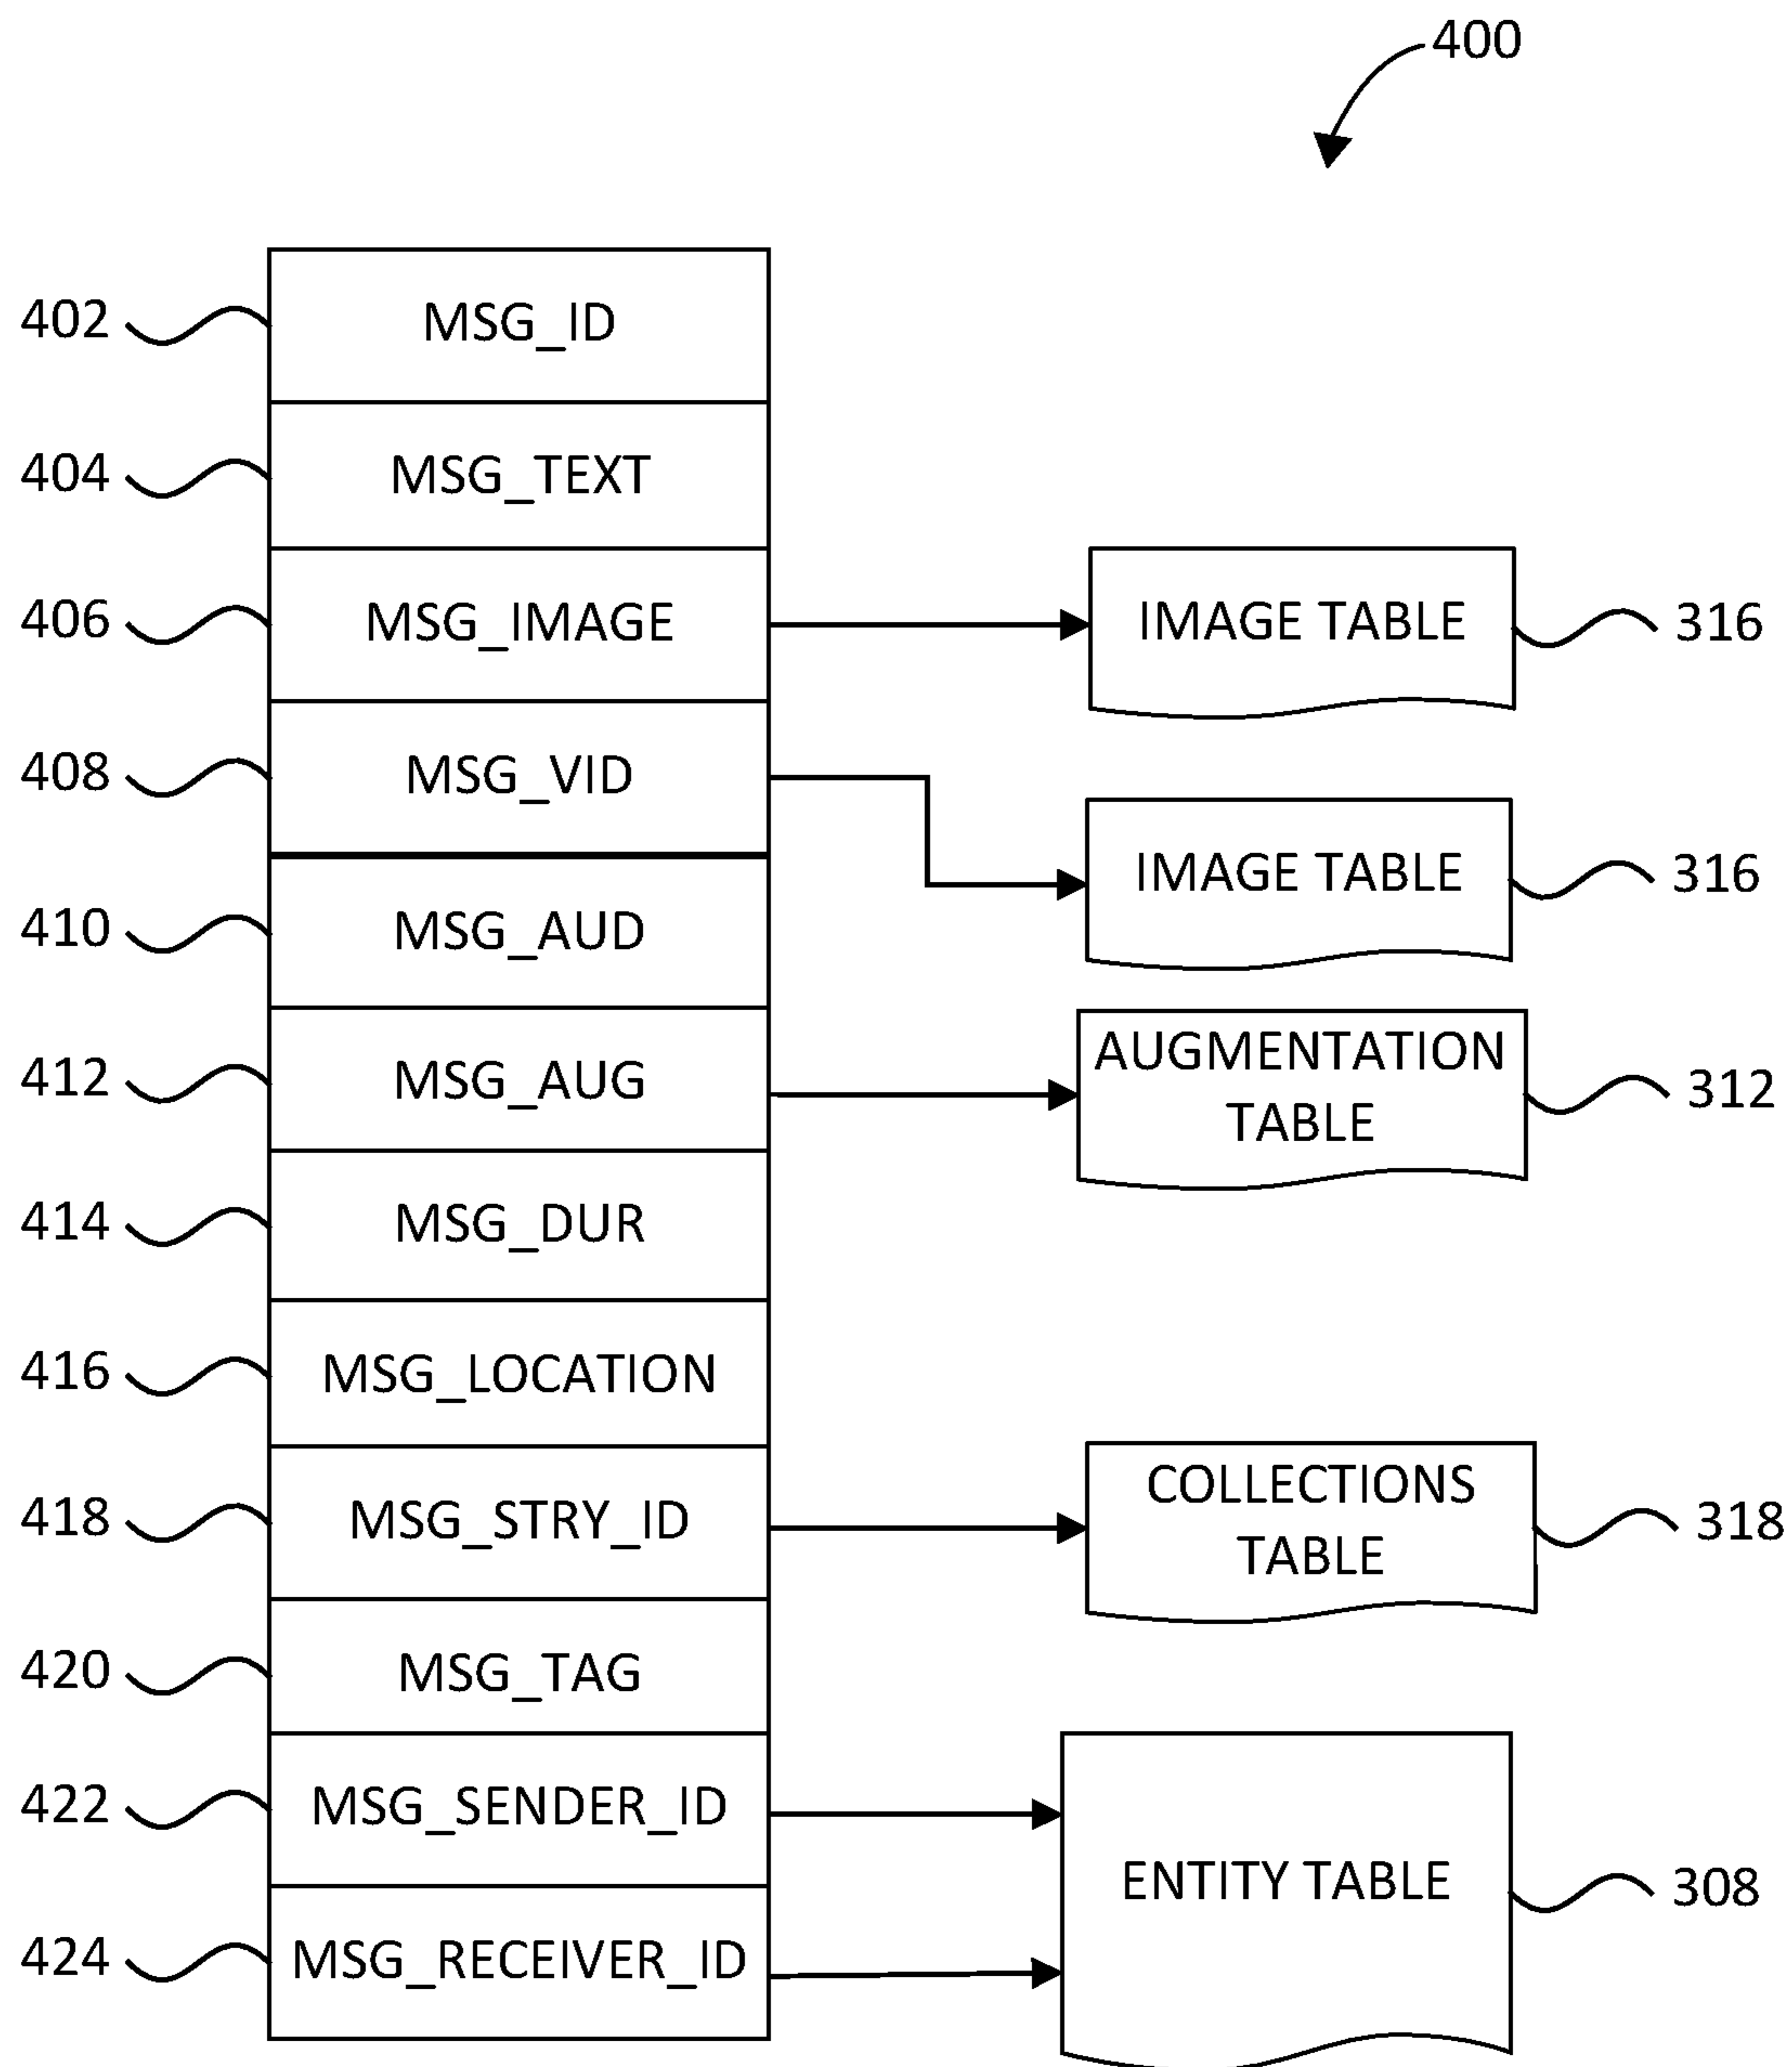 400
402 MSG_ID
404 MSG_TEXT
406 MSG_IMAGE IMAGE TABLE 316
408 MSG_VID
IMAGE TABLE 316
410 MSG_AUD
412 MSG_AUG
AUGMENTATION
TABLE
312
414 MSG_DUR
416 MSG_LOCATION
418 MSG_STRY_ID
COLLECTIONS
TABLE
318
420 MSG_TAG
422 MSG_SENDER_ID
ENTITY TABLE 308
424 MSG_RECEIVER_ID